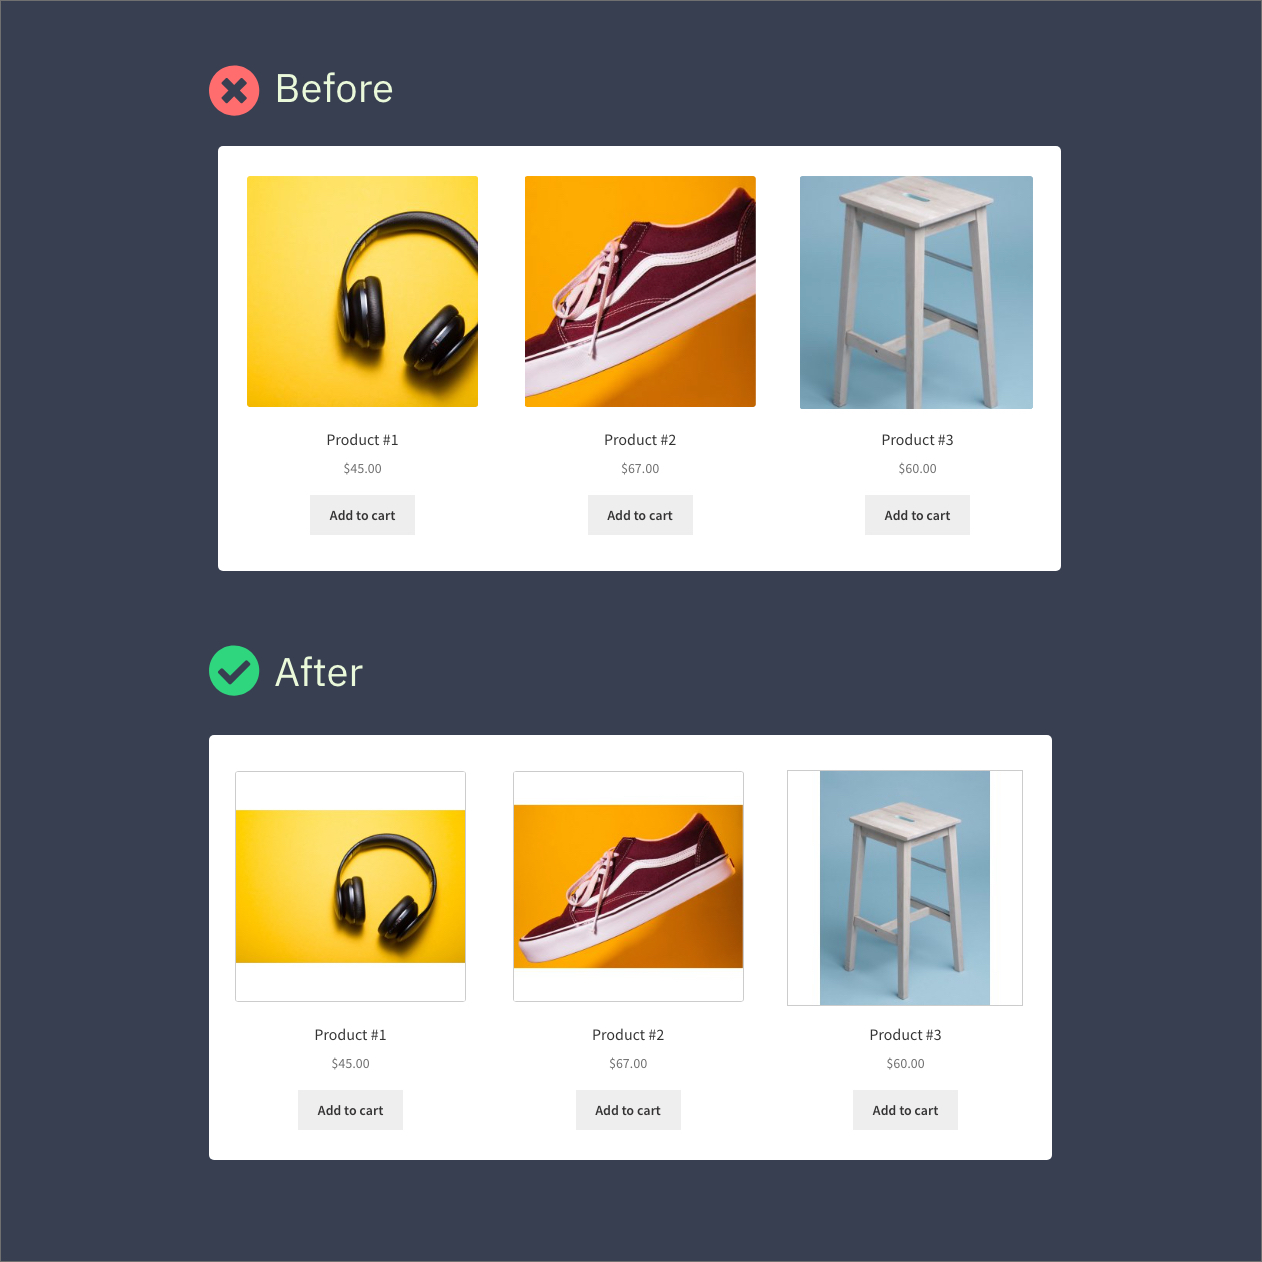 Before
Product #1
Product #2
Product #3
$45.00
$67.00
$60.00
Add to cart
Add to cart
Add to cart
After
Product #1
Product #2
Product #3
$45.00
$67.00
$60.00
Add to cart
Add to cart
Add to cart